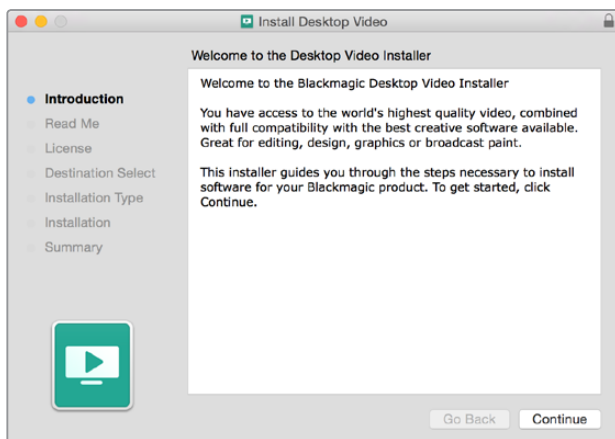 Install Desktop Video
Welcome to the Desktop Video Installer
Introduction
Read Me
License
Destination Select
Installation Type
Installation
Summary
Welcome to the Blackmagic Desktop Video Installer
You have access to the world's highest quality video, combined
with full compatibility with the best creative software available.
Great for editing, design, graphics or broadcast paint.
This installer guides you through the steps necessary to install
software for your Blackmagic product. To get started, click
Continue.
Go Back
Continue